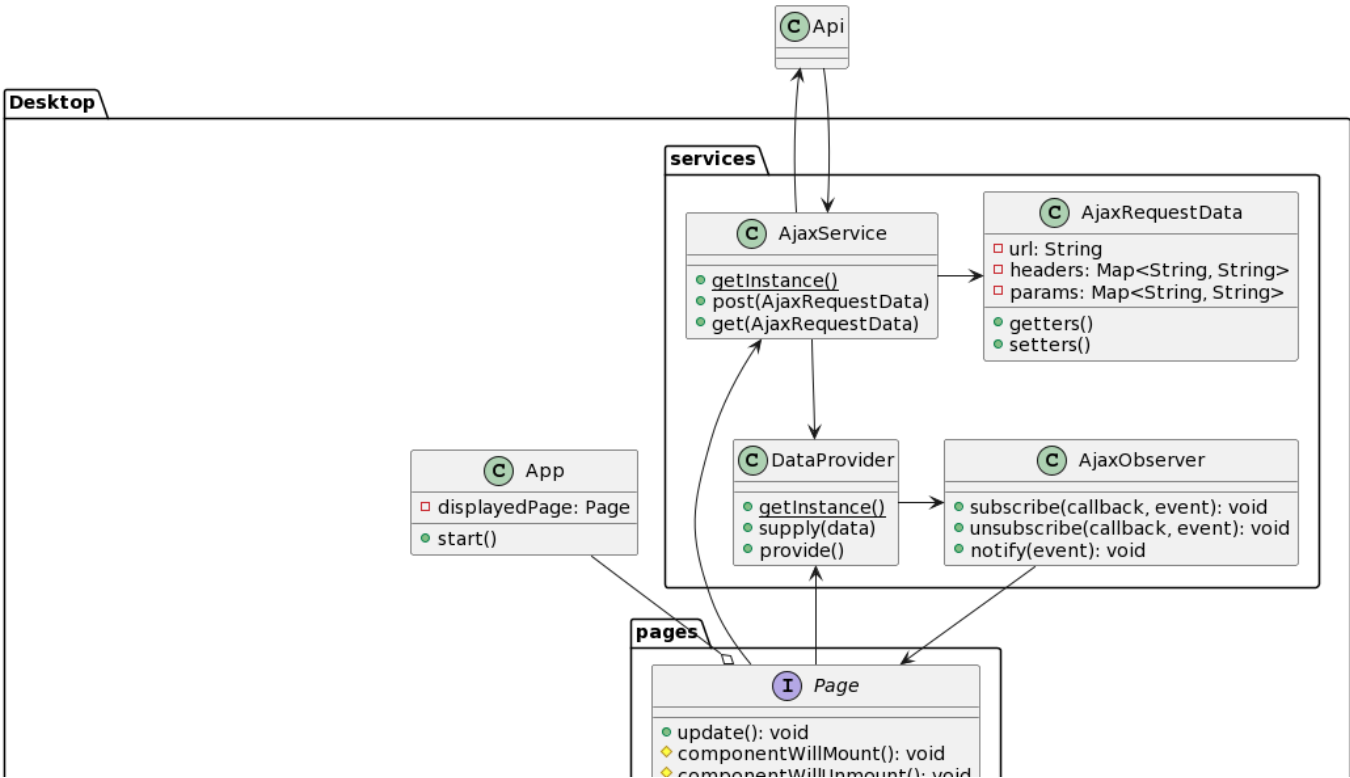 C Api
Desktop
services
C AjaxService
getInstance()
post(AjaxRequestData)
get(AjaxRequestData)
C AjaxRequestData
url: String
headers: Map<String, String>
params: Map<String, String>
getters()
setters()
C App
displayedPage: Page
start()
C DataProvider
getInstance()
supply(data)
provide()
C AjaxObserver
subscribe(callback, event): void
unsubscribe(callback, event): void
notify(event): void
pages
I Page
update(): void
componentWillMount(): void
componentWillUnmount(): void